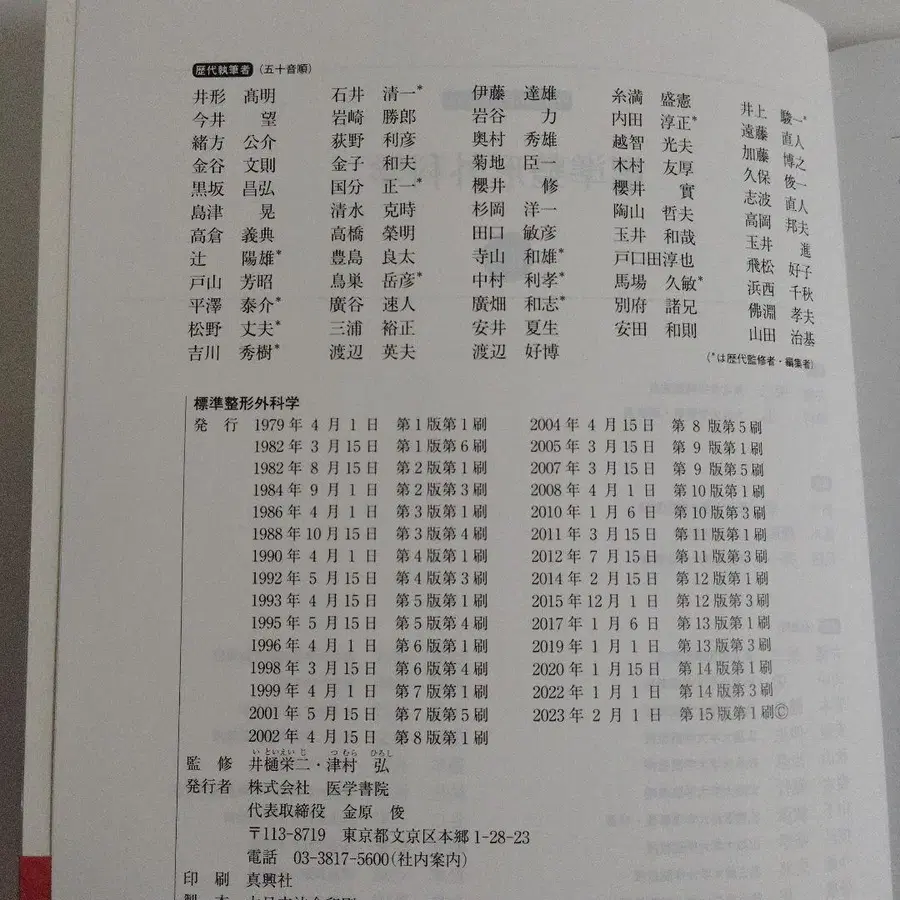 歴代執筆者（五十音順）
井形 高明 石井 清一* 伊藤 達雄 糸満 盛憲 井上 駿一*
今井 望 岩崎 勝郎 岩谷 力 内田 淳正* 遠藤 直人
緒方 公介 荻野 利彦 奥村 秀雄 越智 光夫 加藤 博之
金谷 文則 金子 和夫 菊地 臣一 木村 友厚 久保 俊一
黒坂 昌弘 国分 正一* 櫻井 修 櫻井 實 志波 直人
島津 晃 清水 克時 杉岡 洋一 陶山 哲夫 高岡 邦夫
高倉 義典 高橋 榮明 田口 敏彦 玉井 和哉 玉井 進
辻 陽雄* 豊島 良太 寺山 和雄* 戸口田淳也 飛松 好子
戸山 芳昭 鳥巣 岳彦* 中村 利孝* 馬場 久敏* 浜西 千秋
平澤 泰介* 廣谷 速人 廣畑 和志* 別府 諸兄 佛淵 孝夫
松野 丈夫* 三浦 裕正 安井 夏生 安田 和則 山田 治基
吉川 秀樹* 渡辺 英夫 渡辺 好博
（*は歴代監修者・編集者）
標準整形外科学
発 行 1979年 4 月 1 日 第1版第1刷 2004年 4 月15日 第 8 版第5刷
1982年 3 月15日 第1版第6刷 2005年 3 月15日 第 9 版第1刷
1982年 8 月15日 第2版第1刷 2007年 3 月15日 第 9 版第5刷
1984年 9 月 1 日 第2版第3刷 2008年 4 月 1 日 第10版第1刷
1986年 4 月 1 日 第3版第1刷 2010年 1 月 6 日 第10版第3刷
1988年10月15日 第3版第4刷 2011年 3 月15日 第11版第1刷
1990年 4 月 1 日 第4版第1刷 2012年 7 月15日 第11版第3刷
1992年 5 月15日 第4版第3刷 2014年 2 月15日 第12版第1刷
1993年 4 月15日 第5版第1刷 2015年12月 1 日 第12版第3刷
1995年 5 月15日 第5版第4刷 2017年 1 月 6 日 第13版第1刷
1996年 4 月 1 日 第6版第1刷 2019年 1 月 1 日 第13版第3刷
1998年 3 月15日 第6版第4刷 2020年 1 月15日 第14版第1刷
1999年 4 月 1 日 第7版第1刷 2022年 1 月 1 日 第14版第3刷
2001年 5 月15日 第7版第5刷 2023年 2 月 1 日 第15版第1刷Ⓒ
2002年 4 月15日 第8版第1刷
いといえいじ つむら ひろし
監 修 井樋栄二・津村 弘
発行者 株式会社 医学書院
代表取締役 金原 俊
〒113-8719 東京都文京区本郷 1-28-23
電話 03-3817-5600(社内案内)
印 刷 真興社